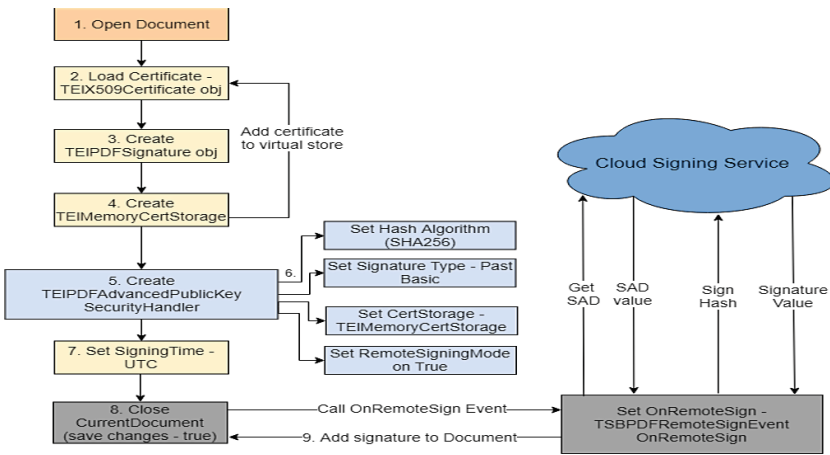 1. Open Document
2. Load Certificate -
TEIX509Certificate obj
3. Create
TEIPDFSignature obj
Add certificate
to virtual store
4. Create
TEIMemoryCertStorage
Cloud Signing Service
5. Create
TEIPDFAdvancedPublicKey
SecurityHandler
6.
Set Hash Algorithm
(SHA256)
Set Signature Type - Past
Basic
Set CertStorage -
TEIMemoryCertStorage
Set RemoteSigningMode
on True
Get
SAD
SAD
value
Sign
Hash
Signature
Value
7. Set SigningTime -
UTC
8. Close
CurrentDocument
(save changes - true)
Call OnRemoteSign Event
9. Add signature to Document
Set OnRemoteSign -
TSBPDFRemoteSignEvent
OnRemoteSign